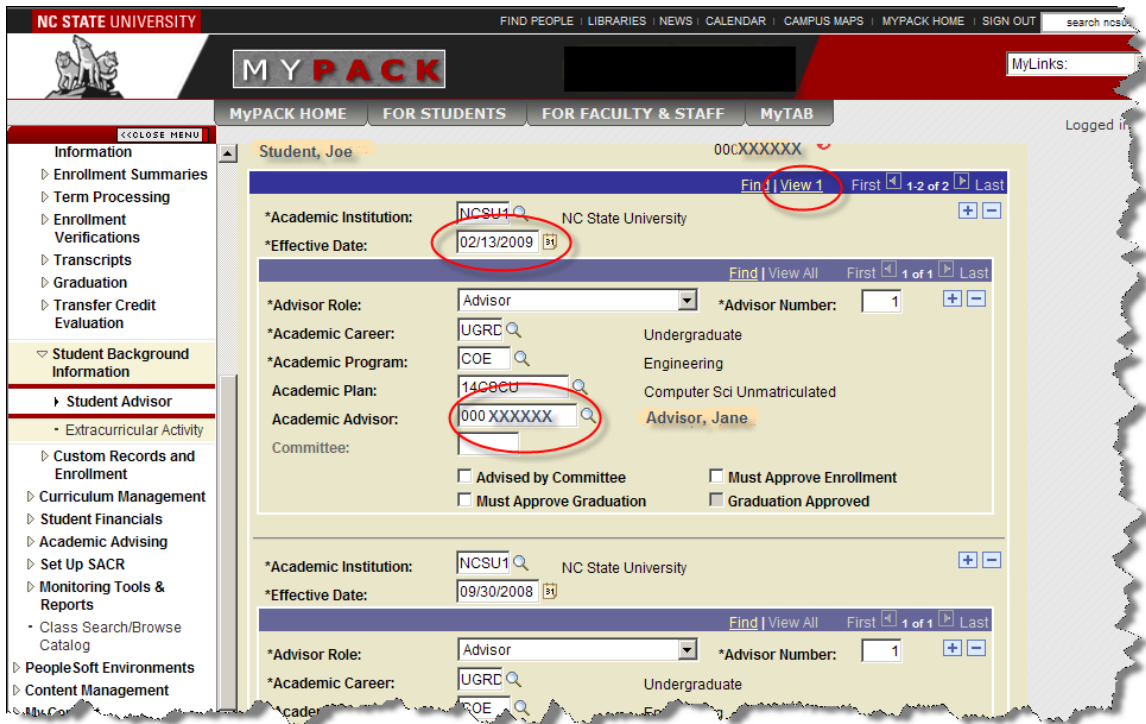 NC STATE UNIVERSITY
FIND PEOPLE | LIBRARIES | NEWS | CALENDAR | CAMPUS MAPS | MYPACK HOME | SIGN OUT
search ncsu
MYPACK
MyLinks:
MyPACK HOME
FOR STUDENTS
FOR FACULTY & STAFF
MyTAB
Logged in
<<CLOSE MENU
Information
Enrollment Summaries
Term Processing
Enrollment
Verifications
Transcripts
Graduation
Transfer Credit
Evaluation
Student Background
Information
Student Advisor
Extracurricular Activity
Custom Records and
Enrollment
Curriculum Management
Student Financials
Academic Advising
Set Up SACR
Monitoring Tools &
Reports
Class Search/Browse
Catalog
PeopleSoft Environments
Content Management
Student, Joe 000XXXXXX
Find | View 1 First 1-2 of 2 Last
*Academic Institution: NCSU1 NC State University
*Effective Date: 02/13/2009
Find | View All First 1 of 1 Last
*Advisor Role: Advisor *Advisor Number: 1
*Academic Career: UGRD Undergraduate
*Academic Program: COE Engineering
Academic Plan: 14CSCU Computer Sci Unmatriculated
Academic Advisor: 000 XXXXXX Advisor, Jane
Committee:
Advised by Committee Must Approve Enrollment
Must Approve Graduation Graduation Approved
*Academic Institution: NCSU1 NC State University
*Effective Date: 09/30/2008
Find | View All First 1 of 1 Last
*Advisor Role: Advisor *Advisor Number: 1
*Academic Career: UGRD Undergraduate
COE